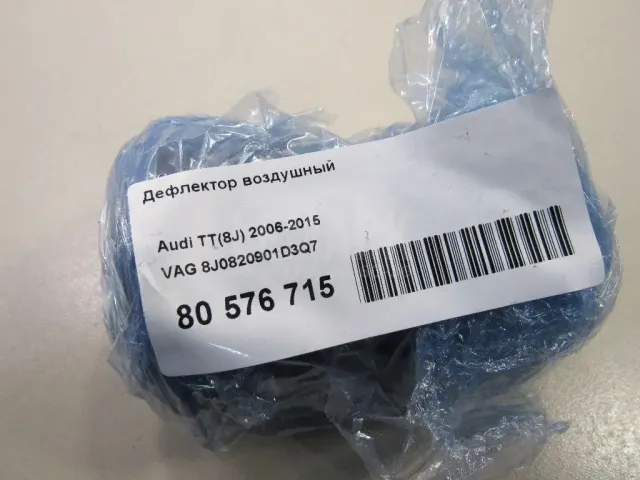 Дефлектор воздушный
Audi TT(8J) 2006-2015
VAG 8J0820901D3Q7
80 576 715